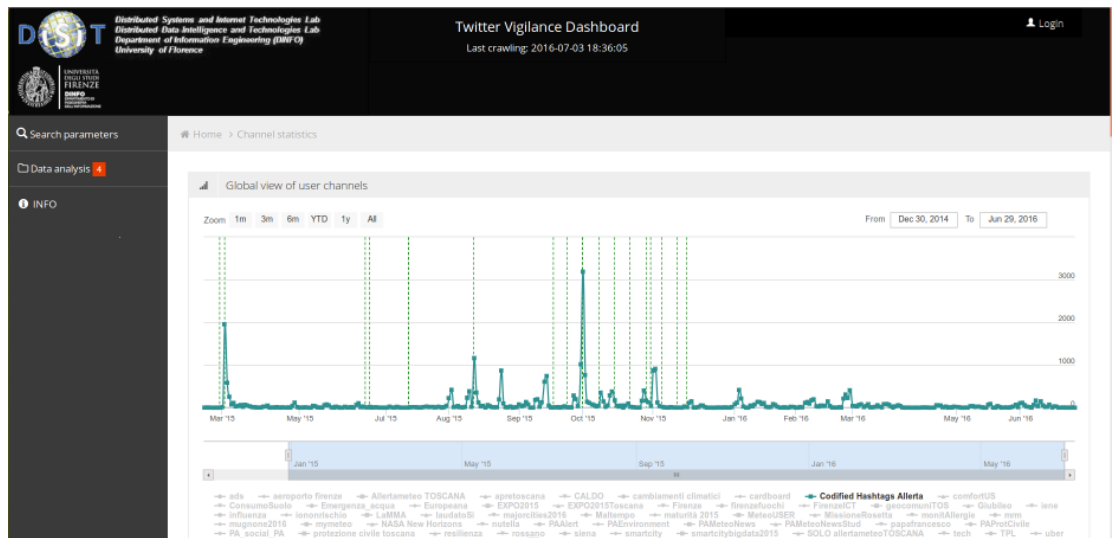 DISIT
Distributed Systems and Internet Technologies Lab
Distributed Data Intelligence and Technologies Lab
Department of Information Engineering (DINFO)
University of Florence
UNIVERSITÀ
DEGLI STUDI
FIRENZE
DINFO
Twitter Vigilance Dashboard
Last crawling: 2016-07-03 18:36:05
Login
Search parameters
Home > Channel statistics
Data analysis 4
INFO
Global view of user channels
Zoom 1m 3m 6m YTD 1y All
From Dec 30, 2014 To Jun 29, 2016
3000
2000
1000
0
Mar '15 May '15 Jul '15 Aug '15 Sep '15 Oct '15 Nov '15 Jan '16 Feb '16 Mar '16 May '16 Jun '16
Jan '15 May '15 Sep '15 Jan '16 May '16
ads aeroporto firenze Allertameteo TOSCANA apretoscana CALDO cambiamenti climatici cardboard Codified Hashtags Allerta comfortUS
ConsumoSuolo Emergenza_acqua Europeana EXPO2015 EXPO2015Toscana Firenze firenzefuochi FirenzeICT geocomuniTOS Giubileo iene
influenza iononrischio LaMMA laudatoSi majorcities2016 Maltempo maturità 2015 MeteoUSER MissioneRosetta monitAllergie mm
mugnone2016 mymeteo NASA New Horizons nutella PAAlert PAEnvironment PAMeteoNews PAMeteoNewsStud papafrancesco PAProtCivile
PA_social_PA protezione civile toscana resilienza rossano siena smartcity smartcitybigdata2015 SOLO allertameteoTOSCANA tech TPL uber